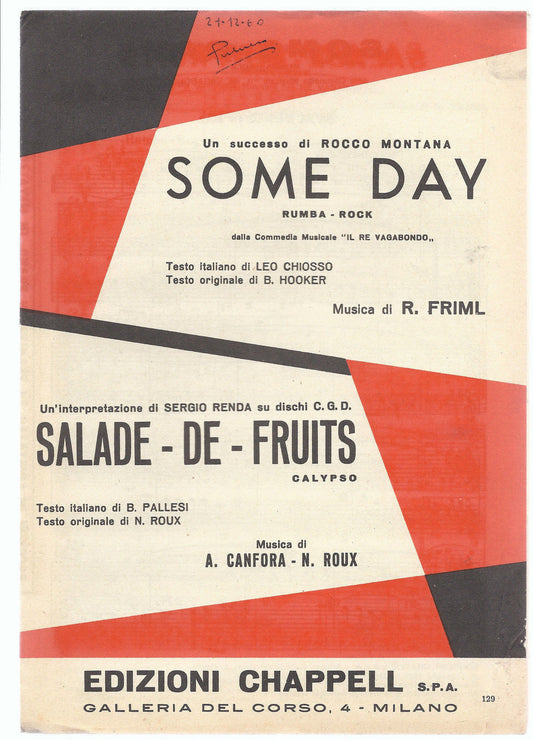 27-12-60
Un successo di ROCCO MONTANA
SOME DAY
RUMBA - ROCK
dalla Commedia Musicale "IL RE VAGABONDO„
Testo italiano di LEO CHIOSSO
Testo originale di B. HOOKER
Musica di R. FRIML
Un'interpretazione di SERGIO RENDA su dischi C. G. D.
SALADE - DE - FRUITS
CALYPSO
Testo italiano di B. PALLESI
Testo originale di N. ROUX
Musica di
A. CANFORA - N. ROUX
EDIZIONI CHAPPELL S.P.A.
GALLERIA DEL CORSO, 4 - MILANO
129